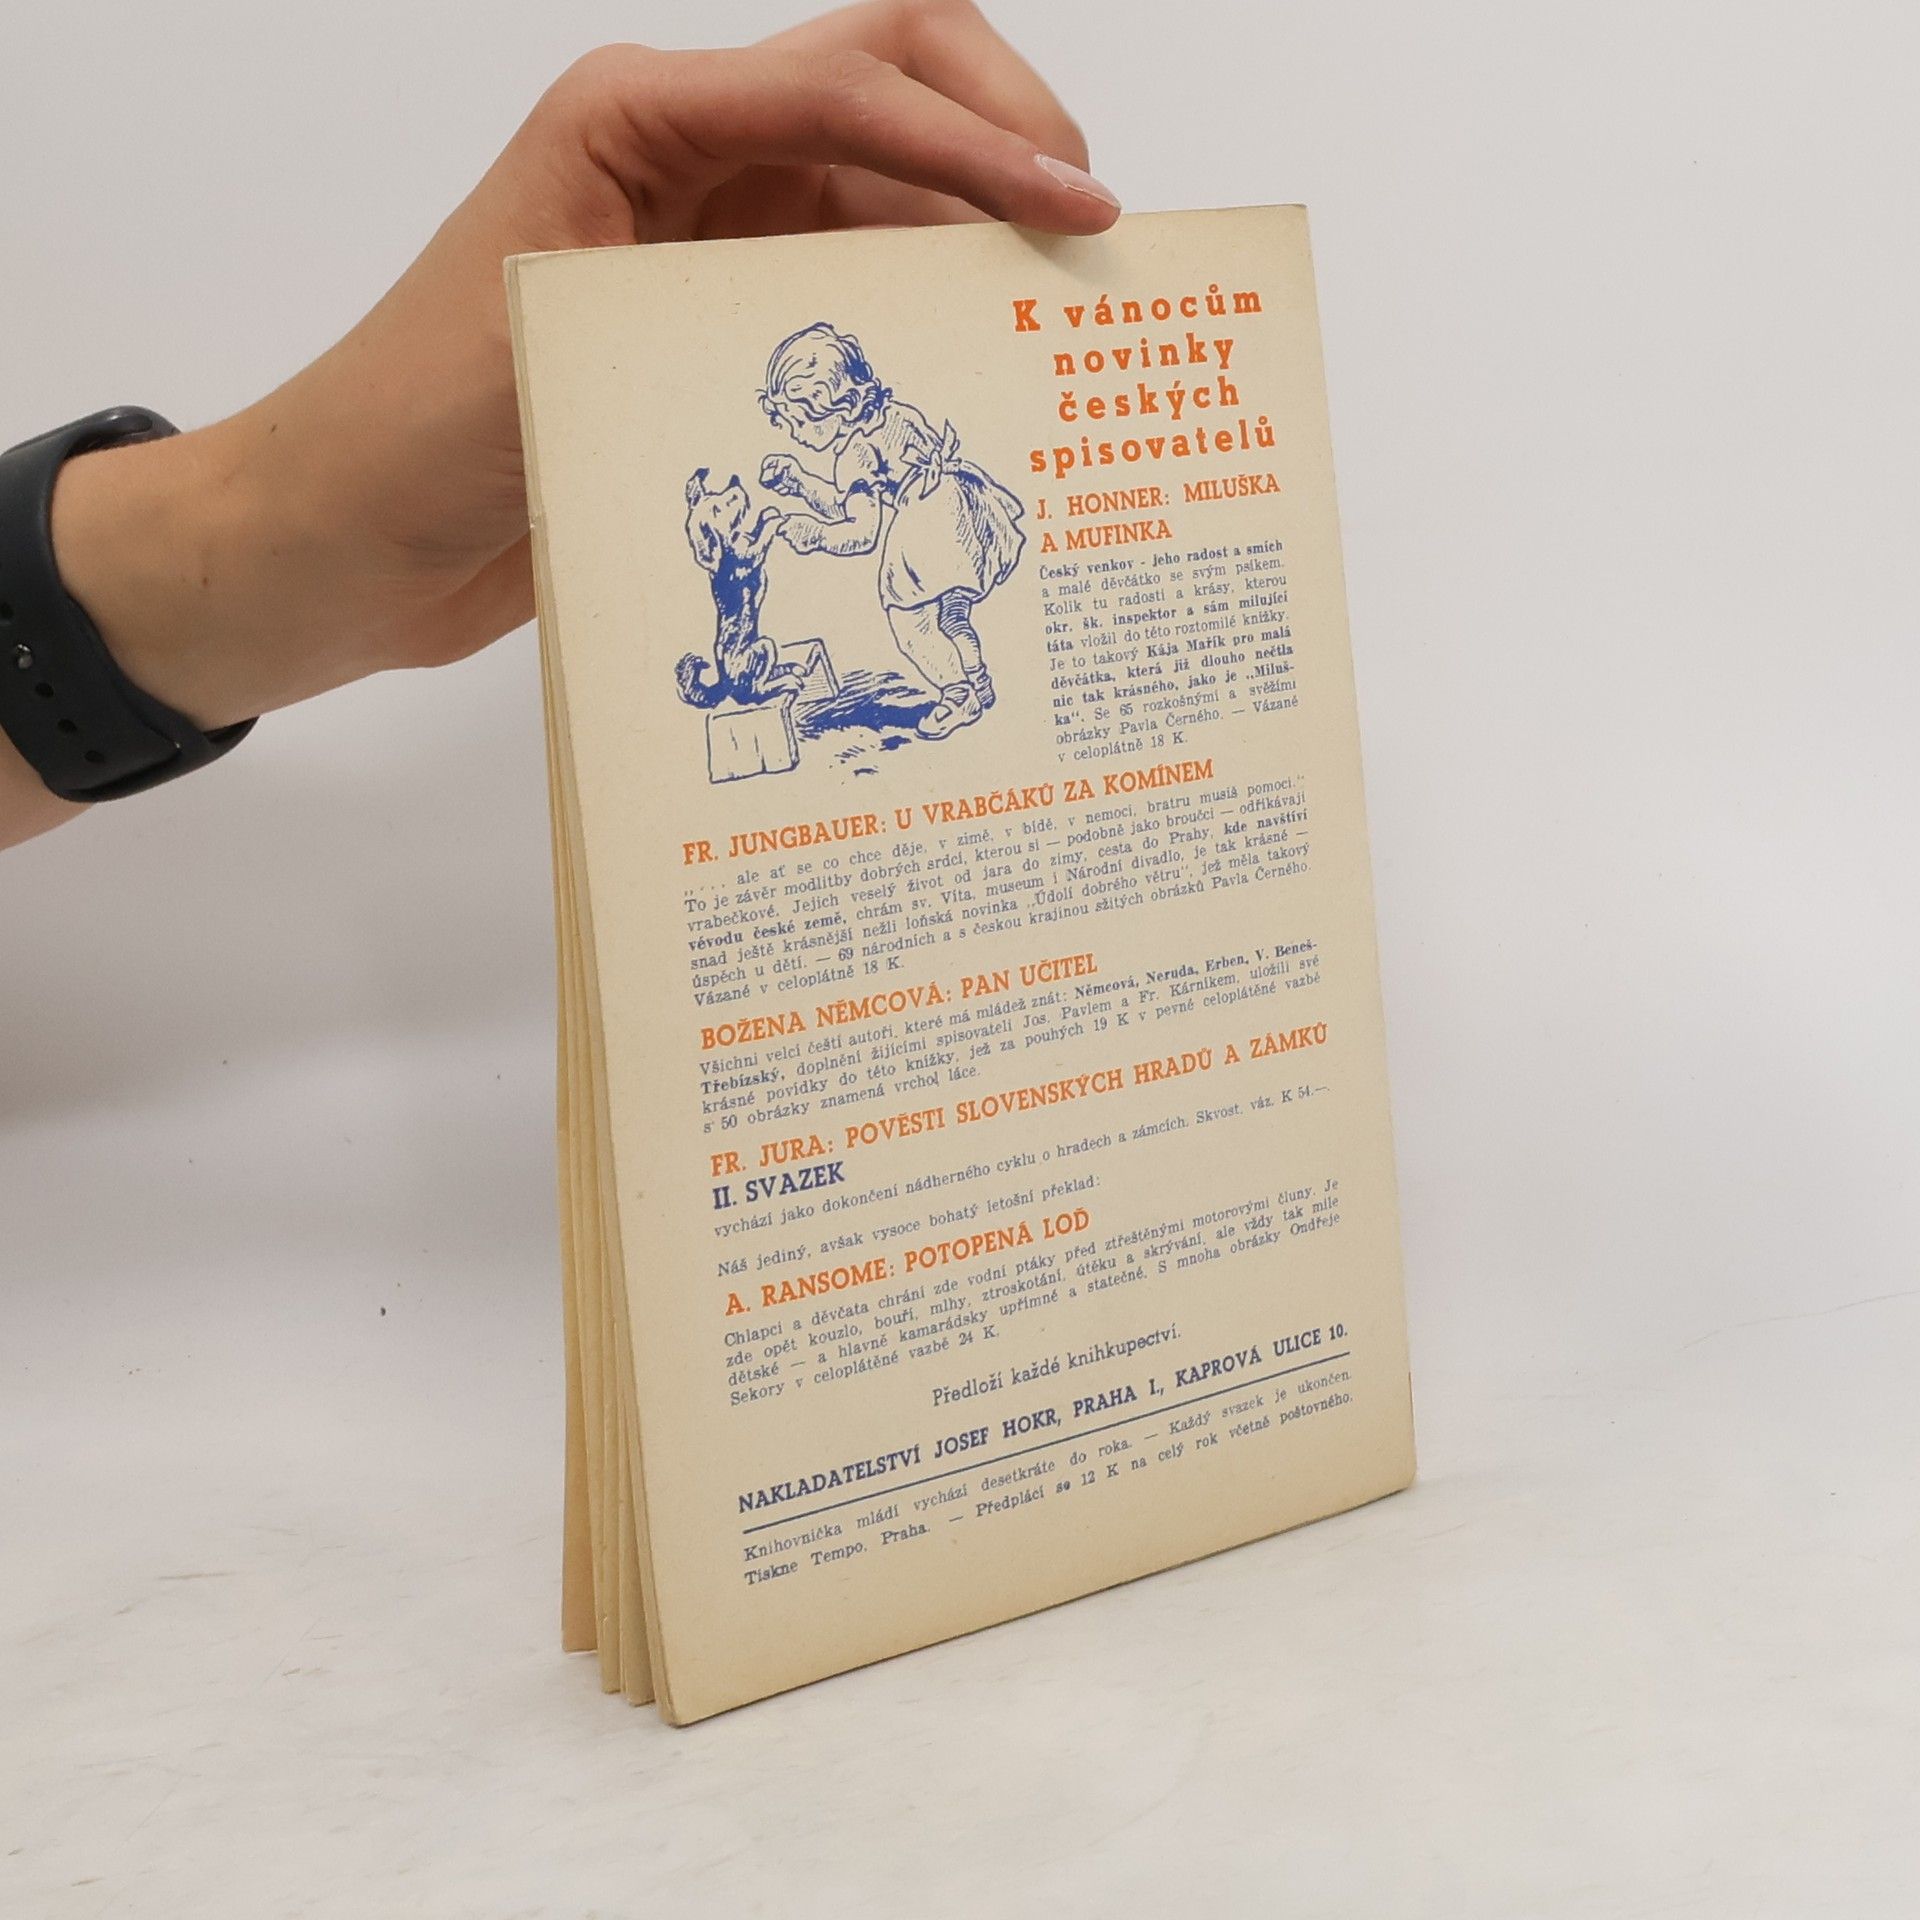 K vánocům
novinky
českých
spisovatelů
J. HONNER: MILUŠKA
A MUFINKA
Český venkov - jeho radost a smích
a malé děvčátko se svým psíkem.
Kolik tu radosti a krásy, kterou
okr. šk. inspektor a sám milující
táta vložil do této roztomilé knížky.
Je to takový Kája Mařík pro malá
děvčátka, která již dlouho nečtla
nic tak krásného, jako je „Miluš-
ka“. Se 65 rozkošnými a svěžími
obrázky Pavla Černého. — Vázané
v celoplátně 18 K.
FR. JUNGBAUER: U VRABČÁKŮ ZA KOMÍNEM
„... ale ať se co chce děje, v zimě, v bídě, v nemoci, bratru musíš pomoci.“
To je závěr modlitby dobrých srdcí, kterou si — podobně jako broučci — odříkávají
vrabečkové. Jejich veselý život od jara do zimy, cesta do Prahy, kde navštíví
vévodu české země, chrám sv. Víta, museum i Národní divadlo, je tak krásné —
snad ještě krásnější nežli loňská novinka „Údolí dobrého větru“, jež měla takový
úspěch u dětí. — 69 národních a s českou krajinou sžitých obrázků Pavla Černého.
Vázané v celoplátně 18 K.
BOŽENA NĚMCOVÁ: PAN UČITEL
Všichni velcí čeští autoři, které má mládež znát: Němcová, Neruda, Erben, V. Beneš-
Třebízský, doplnění žijícími spisovateli Jos. Pavlem a Fr. Kárníkem, uložili své
krásné povídky do této knížky, jež za pouhých 19 K v pevné celoplátěné vazbě
s 50 obrázky znamená vrchol láce.
FR. JURA: POVĚSTI SLOVENSKÝCH HRADŮ A ZÁMKŮ
II. SVAZEK
vychází jako dokončení nádherného cyklu o hradech a zámcích. Skvost. váz. K 54.—.
Náš jediný, avšak vysoce bohatý letošní překlad:
A. RANSOME: POTOPENÁ LOĎ
Chlapci a děvčata chrání zde vodní ptáky před ztřeštěnými motorovými čluny. Je
zde opět kouzlo, bouří, mlhy, ztroskotání, útěku a skrývání, ale vždy tak mile
dětské — a hlavně kamarádsky upřímné a statečné. S mnoha obrázky Ondřeje
Sekory v celoplátěné vazbě 24 K.
Předloží každé knihkupectví.
NAKLADATELSTVÍ JOSEF HOKR, PRAHA I., KAPROVÁ ULICE 10.
Knihovnička mládí vychází desetkráte do roka. — Každý svazek je ukončen.
Tiskne Tempo, Praha. — Předplácí se 12 K na celý rok včetně poštovného.